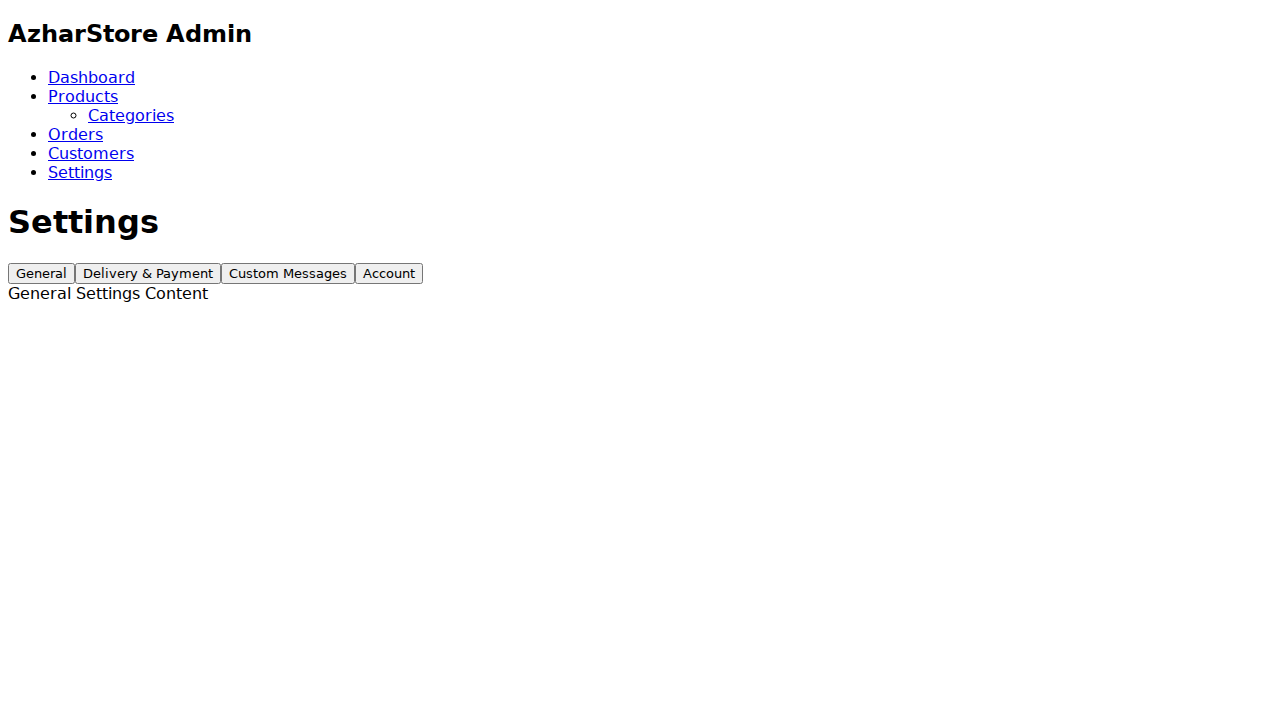 AzharStore Admin
Dashboard
Products
Categories
Orders
Customers
Settings
Settings
General Delivery & Payment Custom Messages Account
General Settings Content